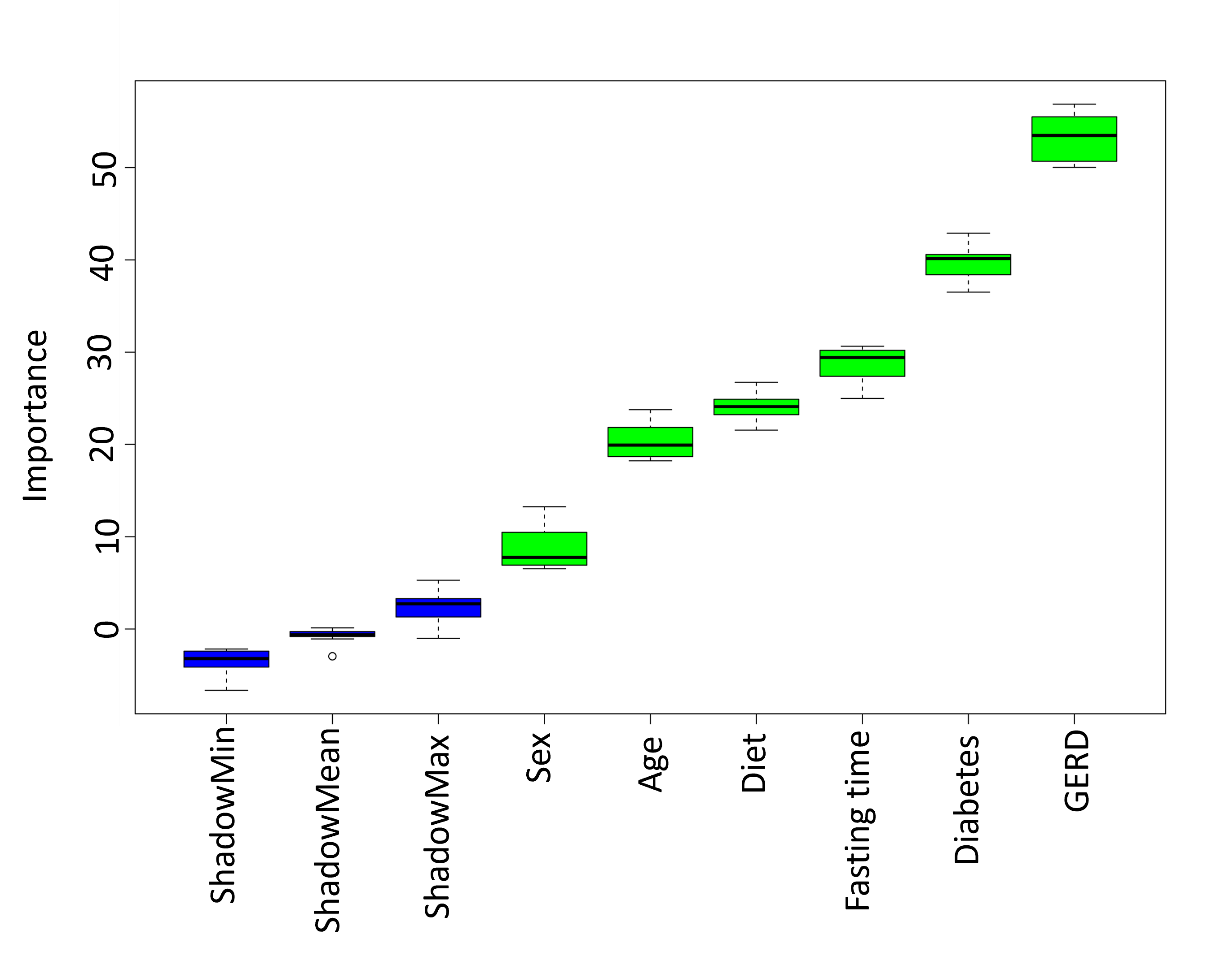 Importance
50
40
30
20
10
0
ShadowMin
ShadowMean
ShadowMax
Sex
Age
Diet
Fasting time
Diabetes
GERD